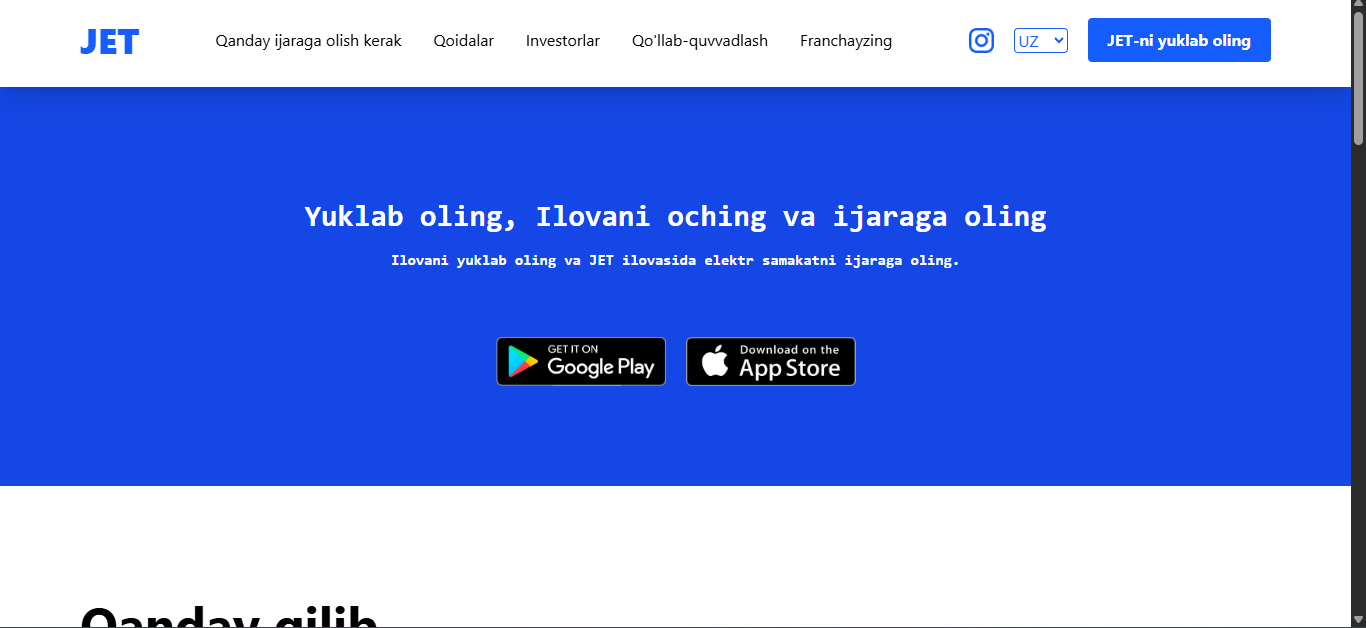 JET
Qanday ijaraga olish kerak
Qoidalar
Investorlar
Qo'llab-quvvadlash
Franchayzing
UZ
JET-ni yuklab oling
Yuklab oling, Ilovani oching va ijaraga oling
Ilovani yuklab oling va JET ilovasida elektr samakatni ijaraga oling.
GET IT ON
Google Play
Download on the
App Store
Qanday qilib